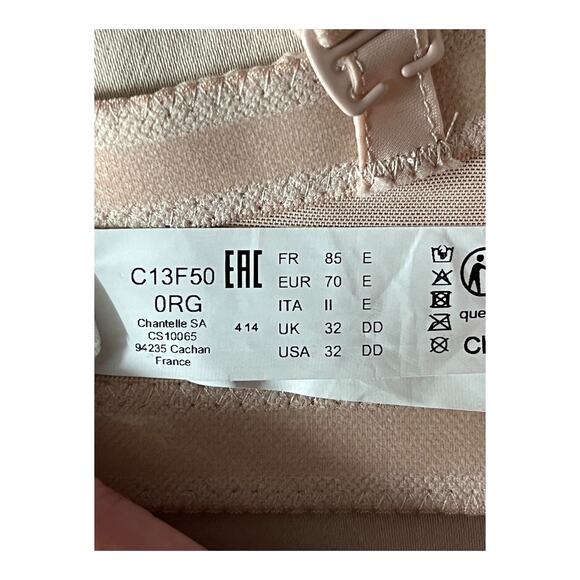 C13F50
0RG
Chantelle SA
CS10065
94235 Cachan
France
EAC
414
FR 85 E
EUR 70 E
ITA II E
UK 32 DD
USA 32 DD
que
Ch